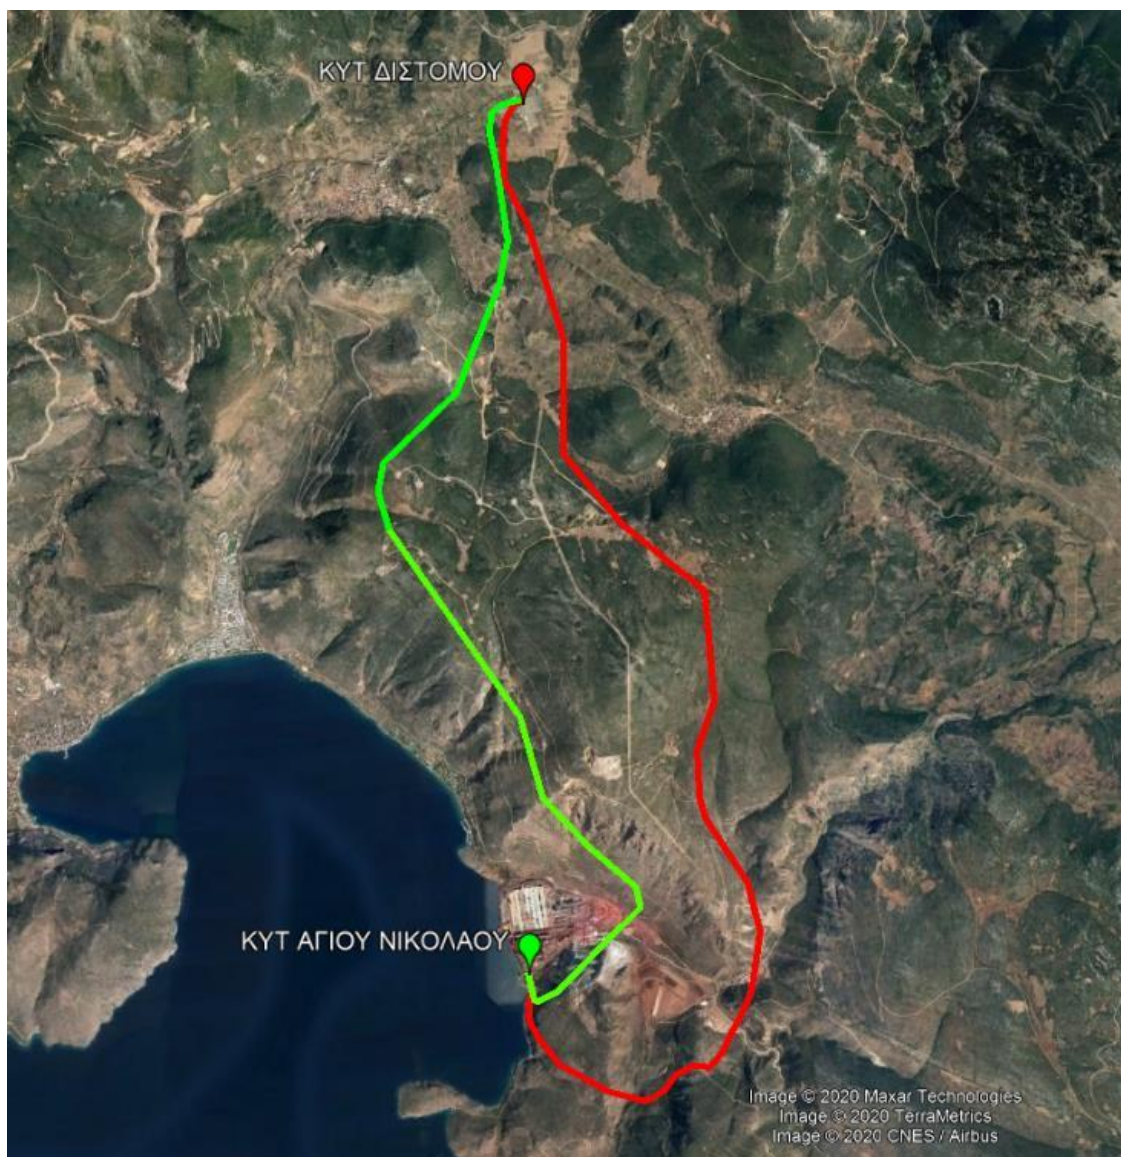 ΚΥΤ ΔΙΣΤΟΜΟΥ
ΚΥΤ ΑΓΙΟΥ ΝΙΚΟΛΑΟΥ
Image © 2020 Maxar Technologies
Image © 2020 TerraMetrics
Image © 2020 CNES / Airbus